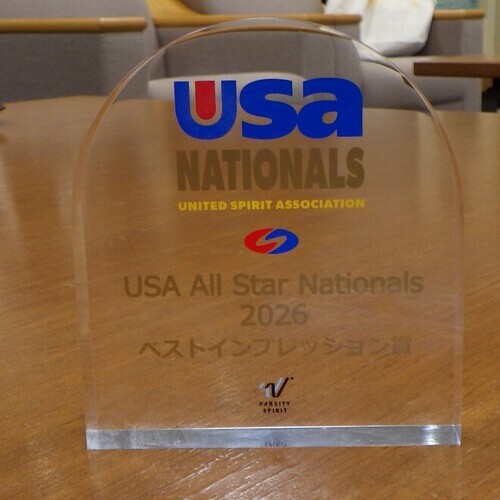 usa
NATIONALS
UNITED SPIRIT ASSOCIATION
USA All Star Nationals
2026
ベストインプレッション賞
VARSITY
SPIRIT